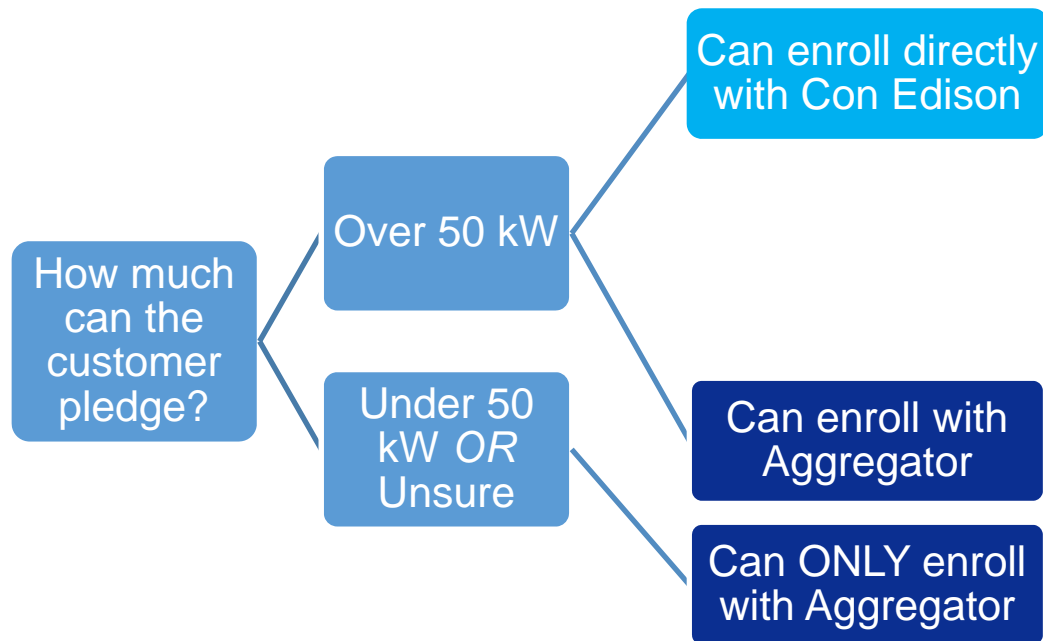 How much
can the
customer
pledge?
Over 50 kW
Under 50
kW OR
Unsure
Can enroll directly
with Con Edison
Can enroll with
Aggregator
Can ONLY enroll
with Aggregator